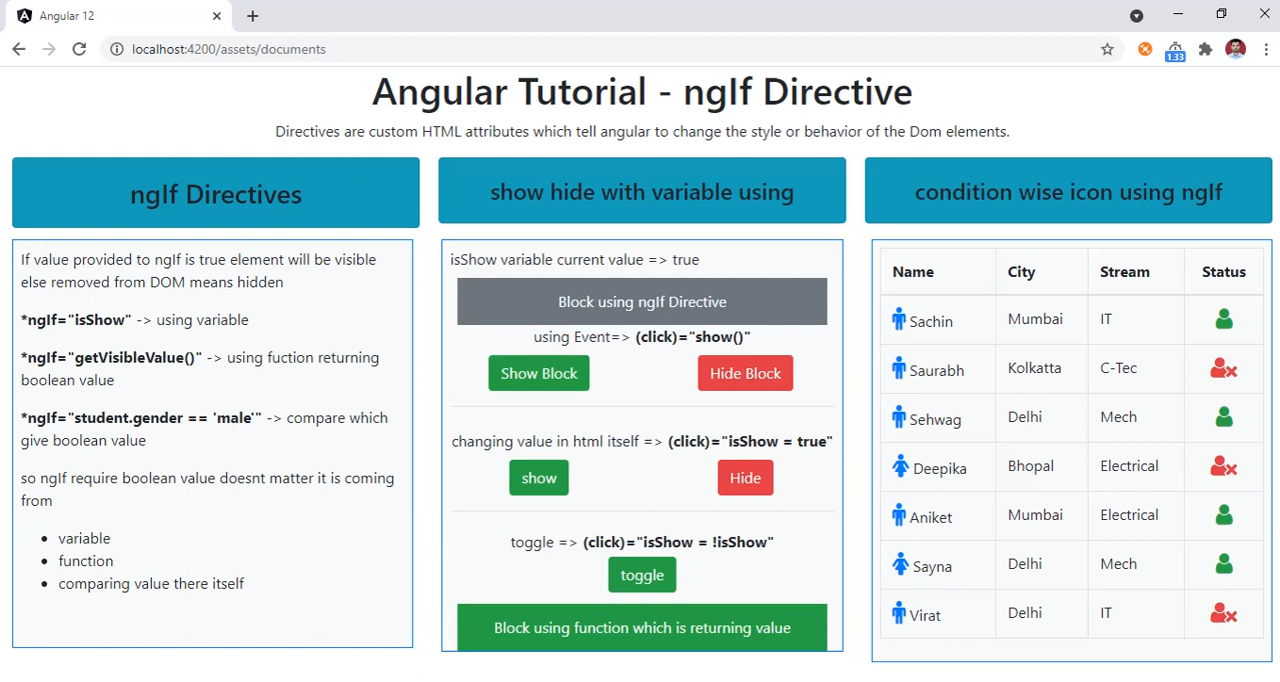 Angular 12
localhost:4200/assets/documents
1.33
Angular Tutorial - ngIf Directive
Directives are custom HTML attributes which tell angular to change the style or behavior of the Dom elements.
ngIf Directives
If value provided to ngIf is true element will be visible
else removed from DOM means hidden
*ngIf="isShow" -> using variable
*ngIf="getVisibleValue()" -> using fuction returning
boolean value
*ngIf="student.gender == 'male'" -> compare which
give boolean value
so ngIf require boolean value doesnt matter it is coming
from
• variable
• function
• comparing value there itself
show hide with variable using
isShow variable current value => true
Block using ngIf Directive
using Event=> (click)="show()"
Show Block Hide Block
changing value in html itself => (click)="isShow = true"
show Hide
toggle => (click)="isShow = !isShow"
toggle
Block using function which is returning value
condition wise icon using ngIf
Name City Stream Status
Sachin Mumbai IT
Saurabh Kolkatta C-Tec
Sehwag Delhi Mech
Deepika Bhopal Electrical
Aniket Mumbai Electrical
Sayna Delhi Mech
Virat Delhi IT